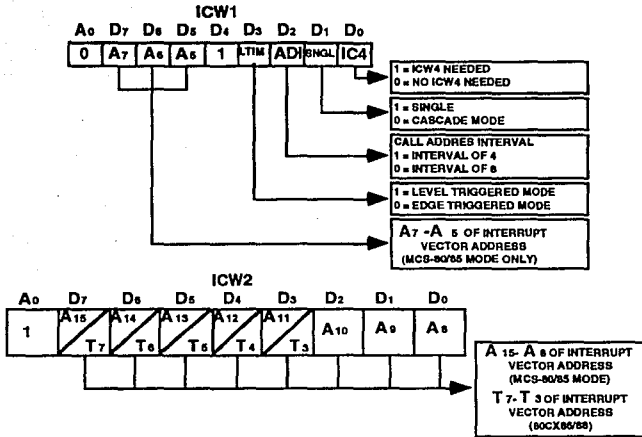 ICW1
A0 D7 D6 D5 D4 D3 D2 D1 D0
0 A7 A6 A5 1 LTIM ADI SNGL IC4
1 = ICW4 NEEDED
0 = NO ICW4 NEEDED
1 = SINGLE
0 = CASCADE MODE
CALL ADDRES INTERVAL
1 = INTERVAL OF 4
0 = INTERVAL OF 8
1 = LEVEL TRIGGERED MODE
0 = EDGE TRIGGERED MODE
A7 -A 5 OF INTERRUPT
VECTOR ADDRESS
(MCS-80/85 MODE ONLY)
ICW2
A0 D7 D6 D5 D4 D3 D2 D1 D0
1 A15 T7 A14 T6 A13 T5 A12 T4 A11 T3 A10 A9 A8
A 15- A 8 OF INTERRUPT
VECTOR ADDRESS
(MCS-80/85 MODE)
T 7- T 3 OF INTERRUPT
VECTOR ADDRESS
(80CX86/88)